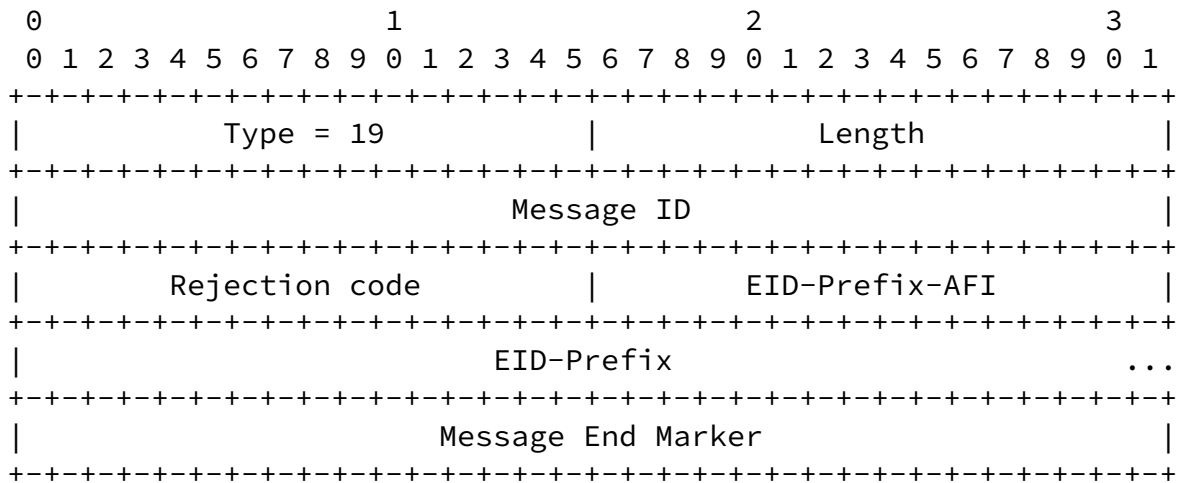 0                   1                   2                   3
 0 1 2 3 4 5 6 7 8 9 0 1 2 3 4 5 6 7 8 9 0 1 2 3 4 5 6 7 8 9 0 1
+-+-+-+-+-+-+-+-+-+-+-+-+-+-+-+-+-+-+-+-+-+-+-+-+-+-+-+-+-+-+-+-+
|           Type = 19           |            Length             |
+-+-+-+-+-+-+-+-+-+-+-+-+-+-+-+-+-+-+-+-+-+-+-+-+-+-+-+-+-+-+-+-+
|                           Message ID                          |
+-+-+-+-+-+-+-+-+-+-+-+-+-+-+-+-+-+-+-+-+-+-+-+-+-+-+-+-+-+-+-+-+
|        Rejection code         |        EID-Prefix-AFI         |
+-+-+-+-+-+-+-+-+-+-+-+-+-+-+-+-+-+-+-+-+-+-+-+-+-+-+-+-+-+-+-+-+
|                          EID-Prefix                         ...
+-+-+-+-+-+-+-+-+-+-+-+-+-+-+-+-+-+-+-+-+-+-+-+-+-+-+-+-+-+-+-+-+
|                       Message End Marker                      |
+-+-+-+-+-+-+-+-+-+-+-+-+-+-+-+-+-+-+-+-+-+-+-+-+-+-+-+-+-+-+-+-+